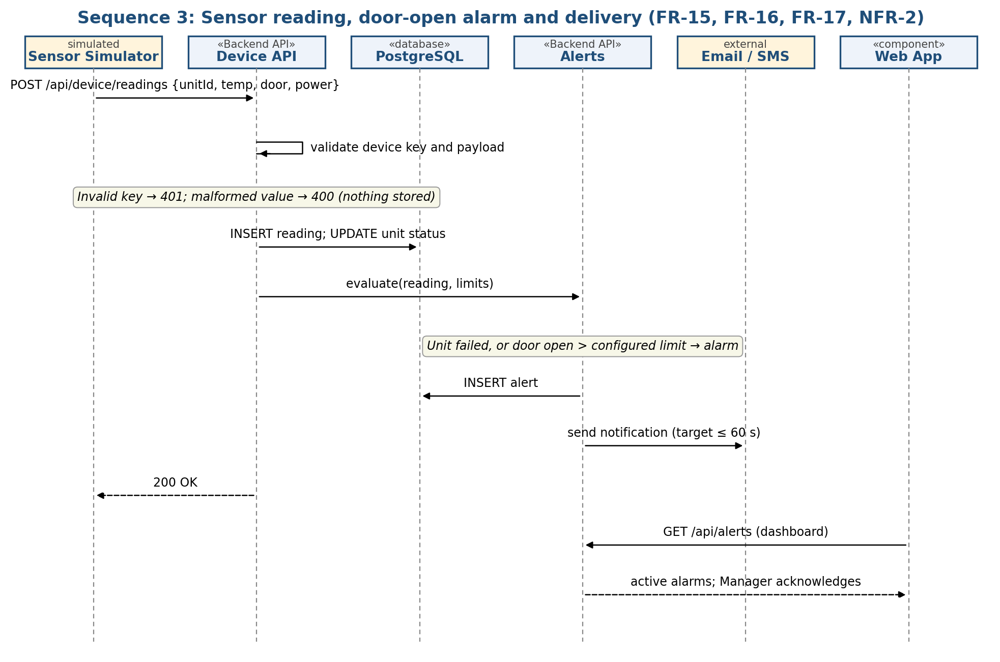 Sequence 3: Sensor reading, door-open alarm and delivery (FR-15, FR-16, FR-17, NFR-2)
simulated
Sensor Simulator
«Backend API»
Device API
«database»
PostgreSQL
«Backend API»
Alerts
external
Email / SMS
«component»
Web App
POST /api/device/readings {unitId, temp, door, power}
validate device key and payload
Invalid key → 401; malformed value → 400 (nothing stored)
INSERT reading; UPDATE unit status
evaluate(reading, limits)
Unit failed, or door open > configured limit → alarm
INSERT alert
send notification (target ≤ 60 s)
200 OK
GET /api/alerts (dashboard)
active alarms; Manager acknowledges